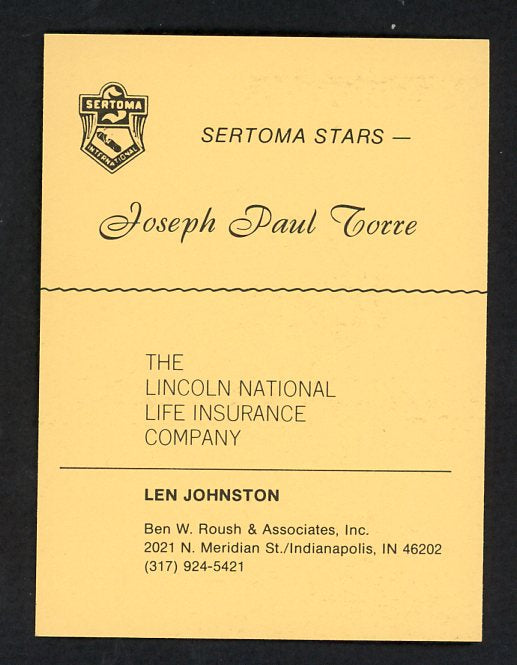 SERTOMA
INTERNATIONAL
SERTOMA STARS —
Joseph Paul Torre
THE
LINCOLN NATIONAL
LIFE INSURANCE
COMPANY
LEN JOHNSTON
Ben W. Roush & Associates, Inc.
2021 N. Meridian St./Indianapolis, IN 46202
(317) 924-5421